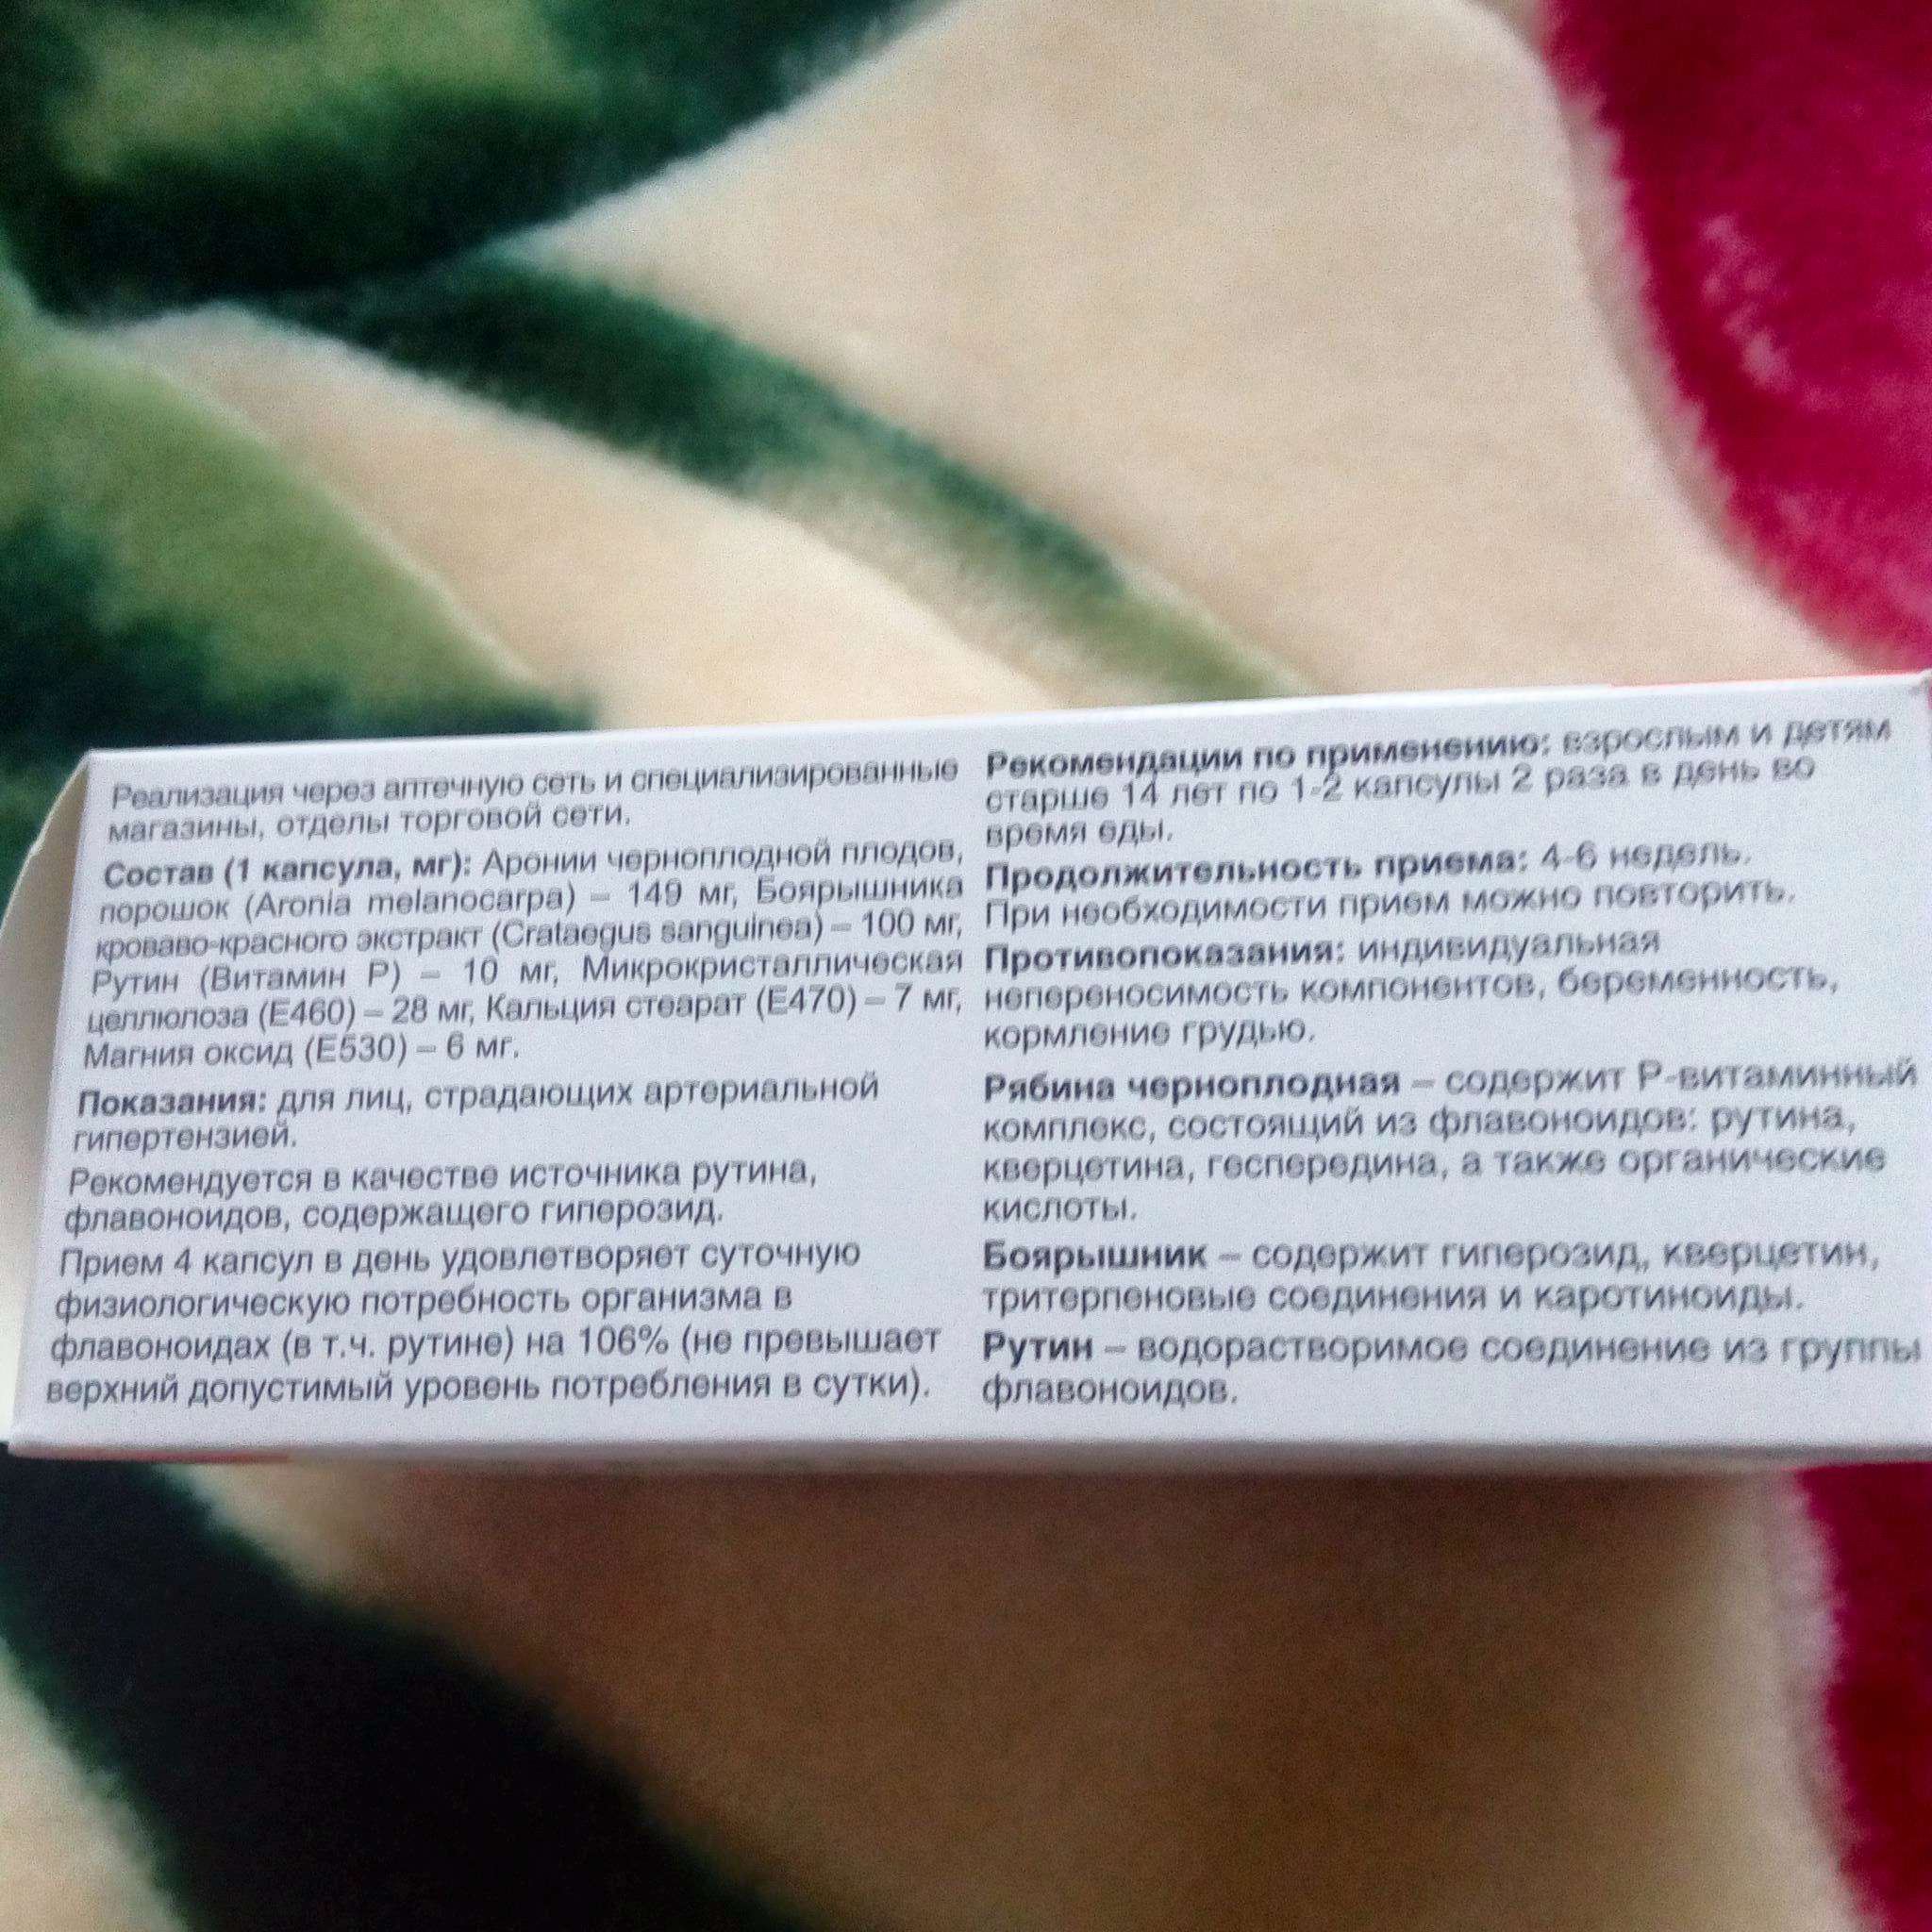 Реализация через аптечную сеть и специализированные
магазины, отделы торговой сети.
Состав (1 капсула, мг): Аронии черноплодной плодов,
порошок (Aronia melanocarpa) – 149 мг, Боярышника
кроваво-красного экстракт (Crataegus sanguinea) – 100 мг,
Рутин (Витамин Р) – 10 мг, Микрокристаллическая
целлюлоза (Е460) – 28 мг, Кальция стеарат (Е470) – 7 мг,
Магния оксид (Е530) – 6 мг.
Показания: для лиц, страдающих артериальной
гипертензией.
Рекомендуется в качестве источника рутина,
флавоноидов, содержащего гиперозид.
Прием 4 капсул в день удовлетворяет суточную
физиологическую потребность организма в
флавоноидах (в т.ч. рутине) на 106% (не превышает
верхний допустимый уровень потребления в сутки).
Рекомендации по применению: взрослым и детям
старше 14 лет по 1-2 капсулы 2 раза в день во
время еды.
Продолжительность приема: 4-6 недель.
При необходимости прием можно повторить.
Противопоказания: индивидуальная
непереносимость компонентов, беременность,
кормление грудью.
Рябина черноплодная – содержит Р-витаминный
комплекс, состоящий из флавоноидов: рутина,
кверцетина, гесперидина, а также органические
кислоты.
Боярышник – содержит гиперозид, кверцетин,
тритерпеновые соединения и каротиноиды.
Рутин – водорастворимое соединение из группы
флавоноидов.